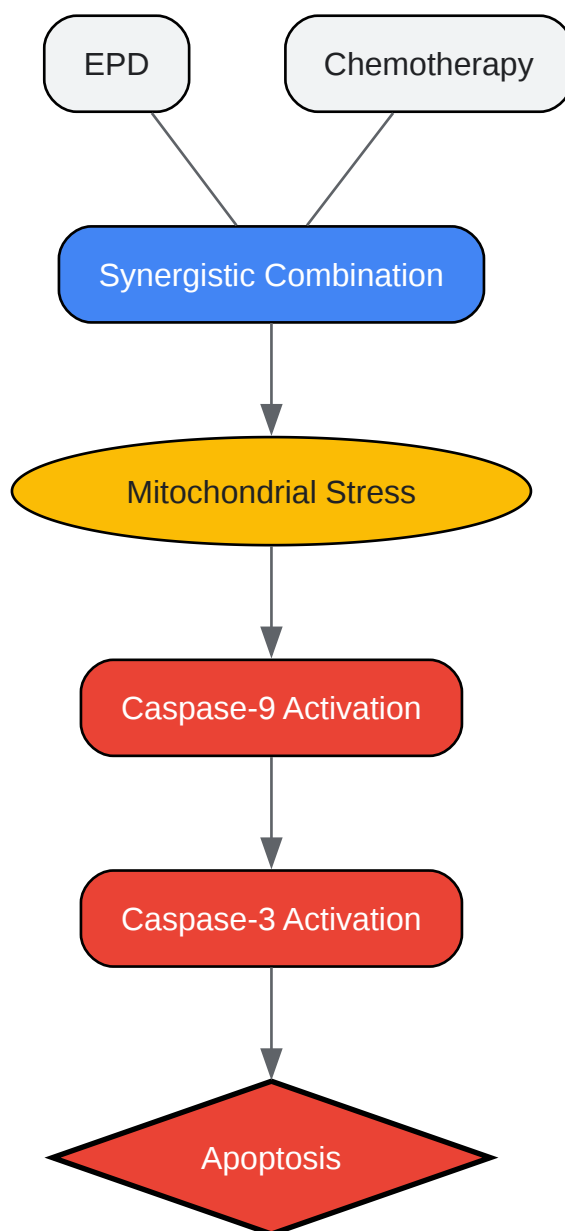 EPD
Chemotherapy
Synergistic Combination
Mitochondrial Stress
Caspase-9 Activation
Caspase-3 Activation
Apoptosis